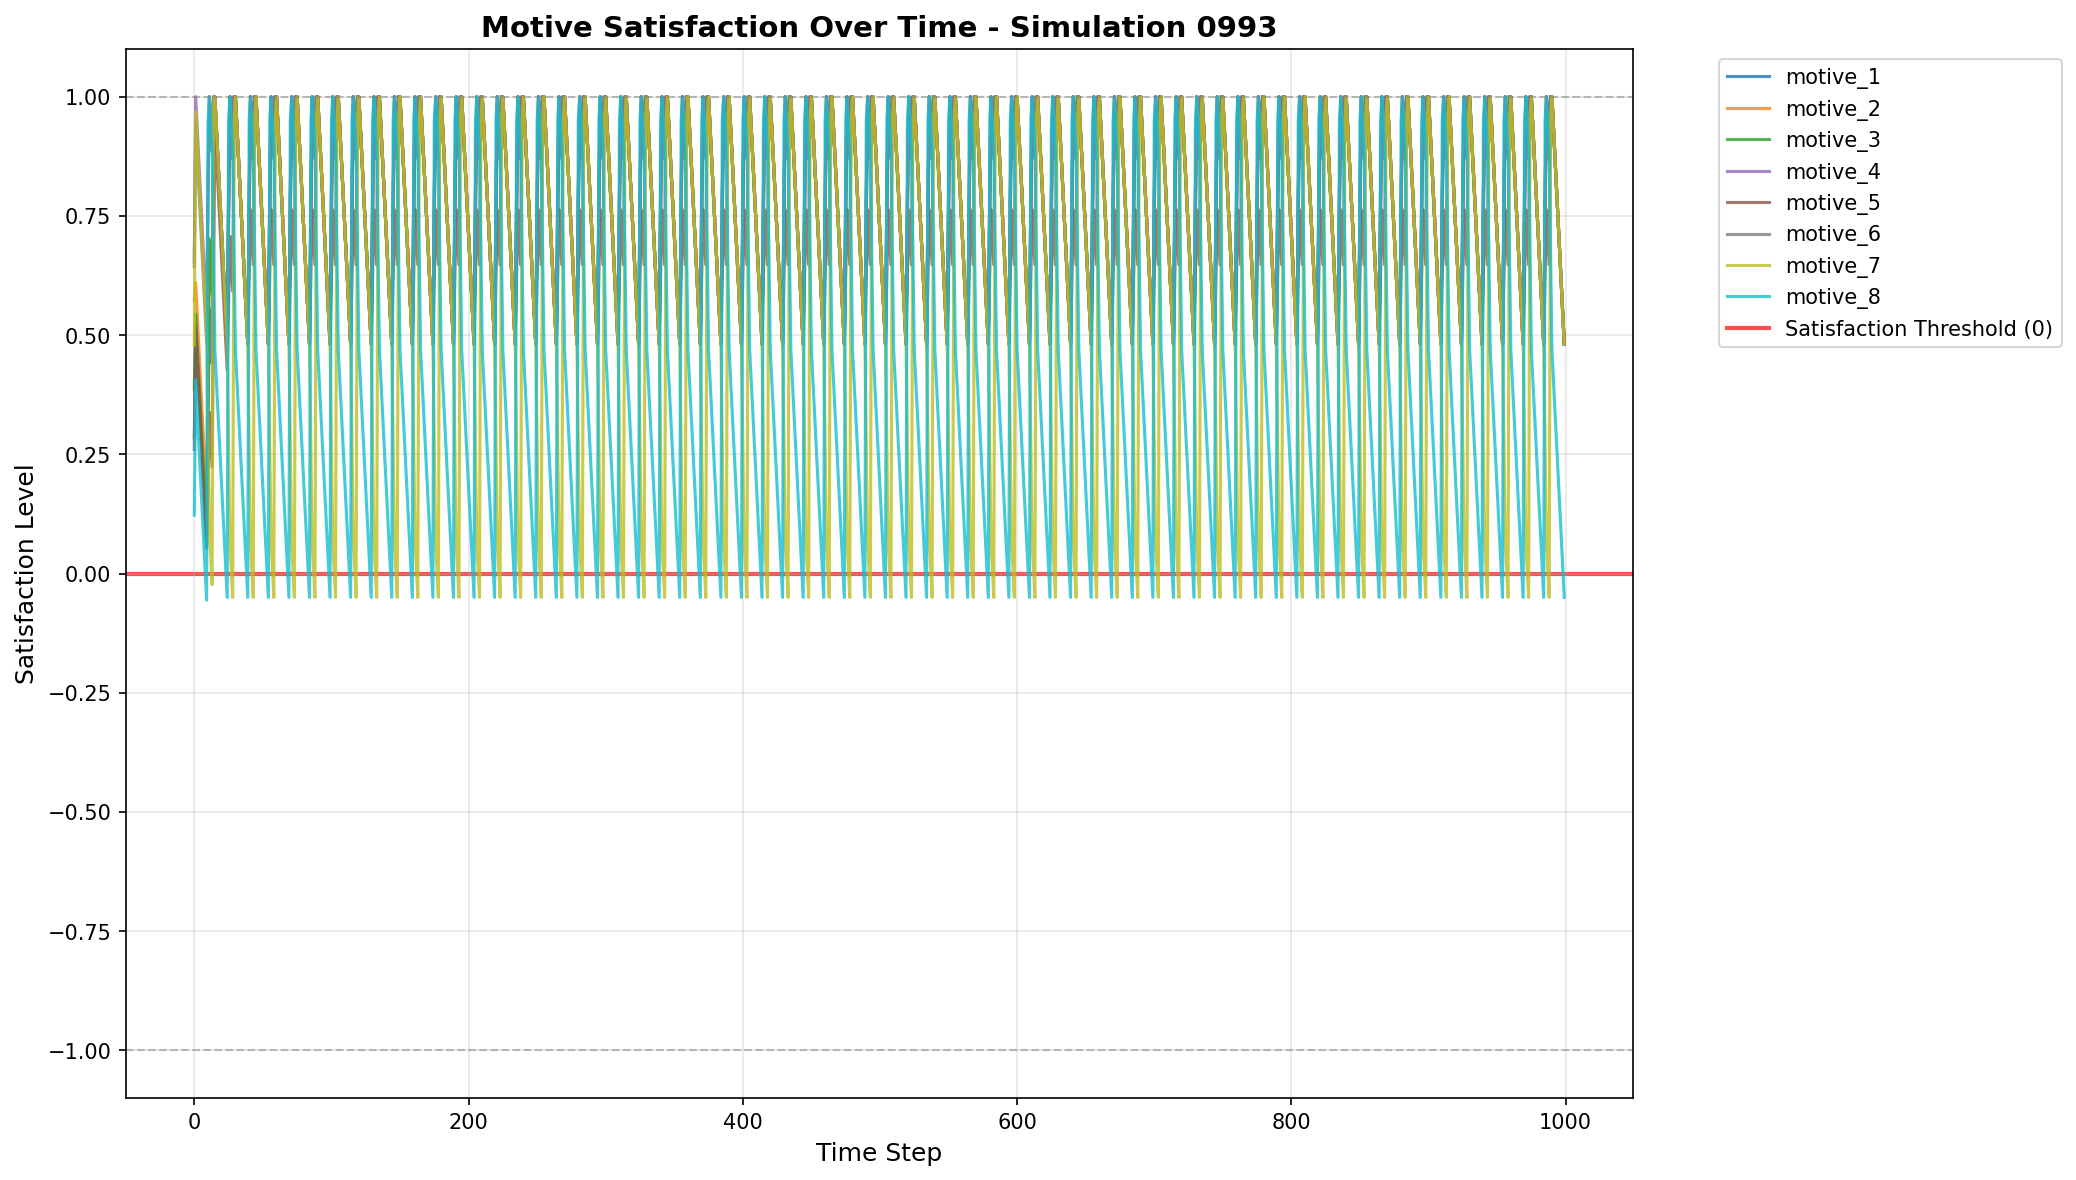 Motive Satisfaction Over Time - Simulation 0993
Satisfaction Level
1.00
0.75
0.50
0.25
0.00
−0.25
−0.50
−0.75
−1.00
0
200
400
600
800
1000
Time Step
motive_1
motive_2
motive_3
motive_4
motive_5
motive_6
motive_7
motive_8
Satisfaction Threshold (0)